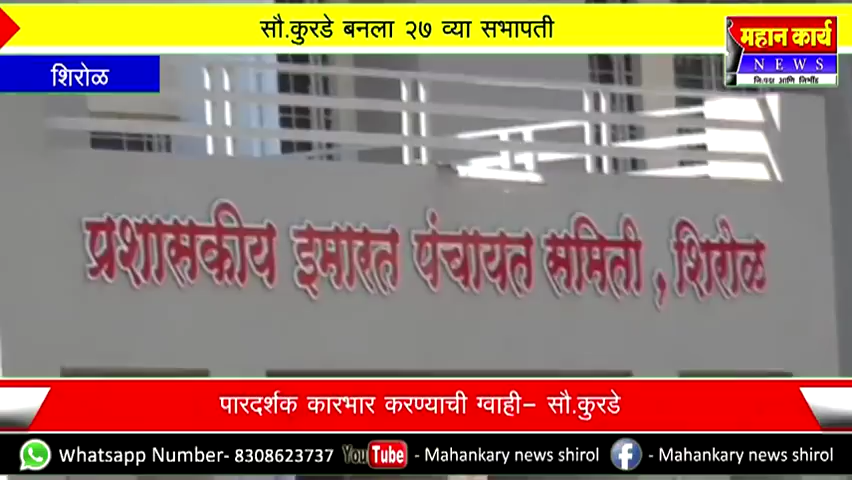 सौ.कुरडे बनला २७ व्या सभापती
महान कार्य
NEWS
शिरोळ
प्रशासकीय इमारत पंचायत समिती , शिरोळ
पारदर्शक कारभार करण्याची ग्वाही- सौ.कुरडे
Whatsapp Number- 8308623737 YouTube - Mahankary news shirol f - Mahankary news shirol